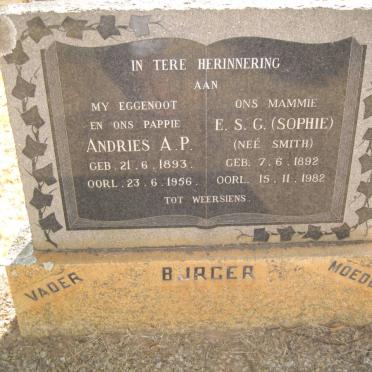 IN TERE HERINNERING
AAN
MY EGGENOOT
EN ONS PAPPIE
ANDRIES A.P.
GEB. 21.6.1893.
OORL. 23.6.1956.
ONS MAMMIE
E.S.G. (SOPHIE)
(NEÉ SMITH)
GEB. 7.6.1892
OORL. 15.11.1982
TOT WEERSIENS.
VADER
BURGER
MOEDE